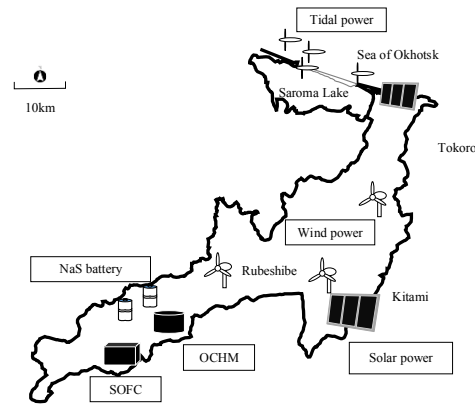 Tidal power
Sea of Okhotsk
Saroma Lake
10km
Tokoro
Wind power
NaS battery
Rubeshibe
Kitami
OCHM
Solar power
SOFC